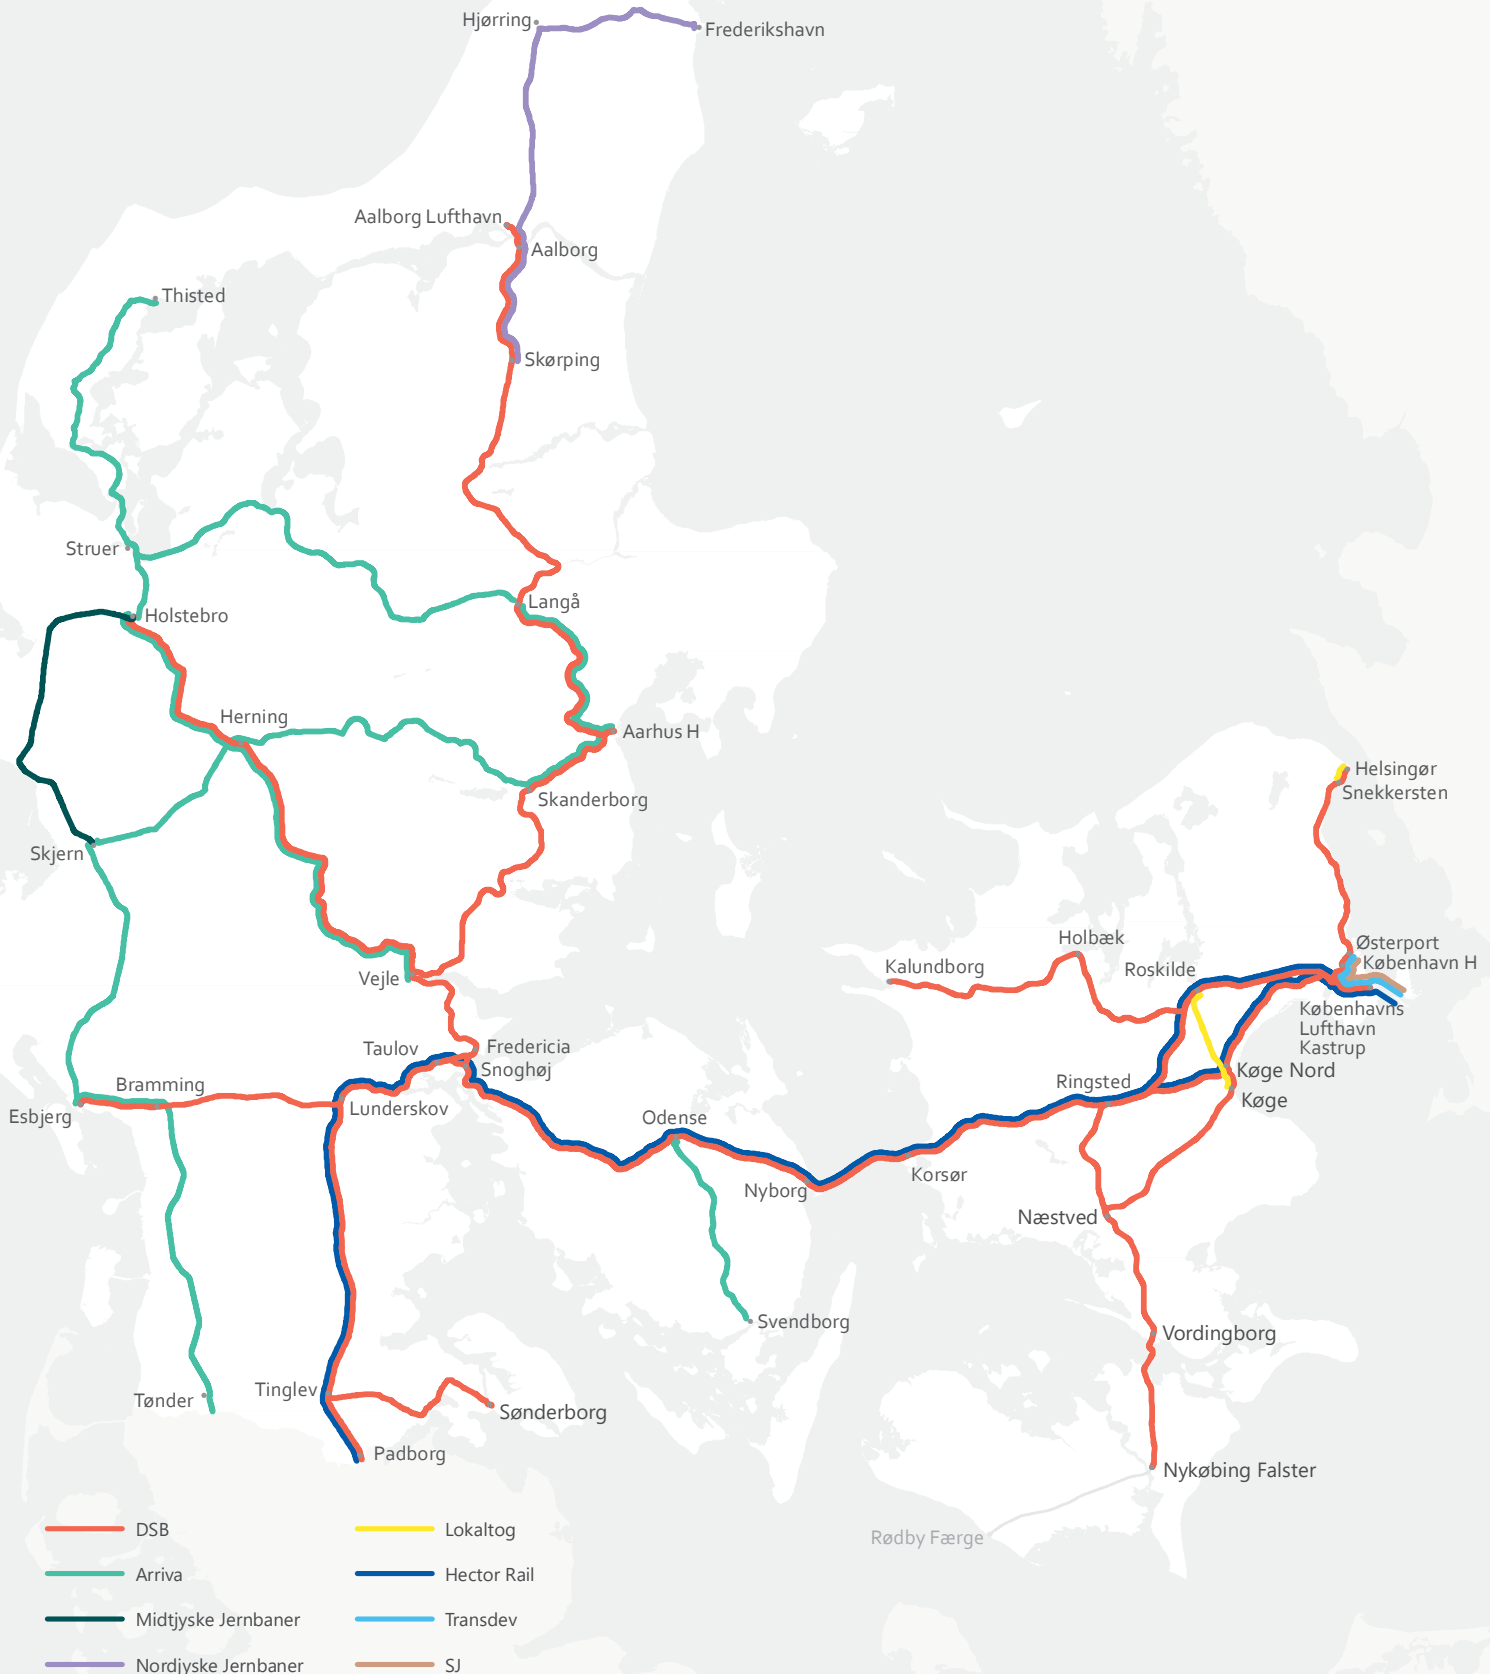 Hjørring
Frederikshavn
Aalborg Lufthavn
Aalborg
Thisted
Skørping
Struer
Langå
Holstebro
Herning
Aarhus H
Helsingør
Snekkersten
Skanderborg
Skjern
Holbæk
Østerport
København H
Kalundborg
Roskilde
Vejle
Københavns
Lufthavn
Kastrup
Taulov
Fredericia
Snoghøj
Køge Nord
Ringsted
Bramming
Køge
Lunderskov
Esbjerg
Odense
Korsør
Nyborg
Næstved
Svendborg
Vordingborg
Tinglev
Tønder
Sønderborg
Padborg
Nykøbing Falster
Rødby Færge
DSB
Lokaltog
Arriva
Hector Rail
Midtjyske Jernbaner
Transdev
Nordjyske Jernbaner
SJ